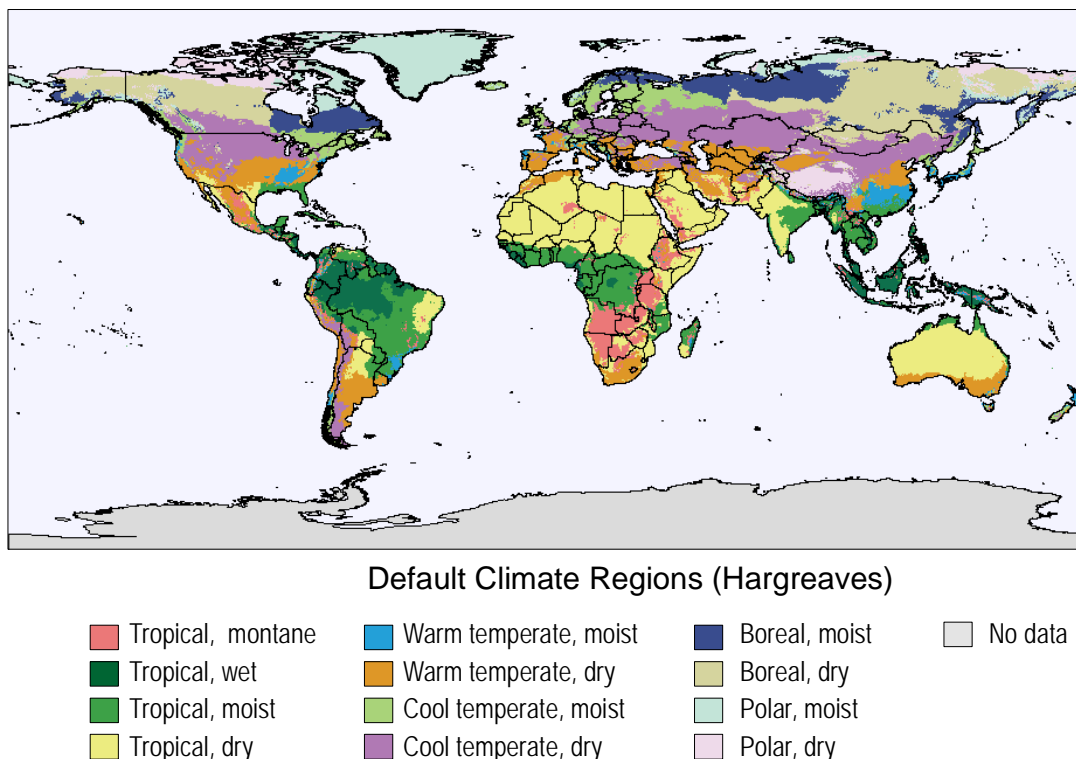 Default Climate Regions (Hargreaves)
Tropical, montane
Tropical, wet
Tropical, moist
Tropical, dry
Warm temperate, moist
Warm temperate, dry
Cool temperate, moist
Cool temperate, dry
Boreal, moist
Boreal, dry
Polar, moist
Polar, dry
No data